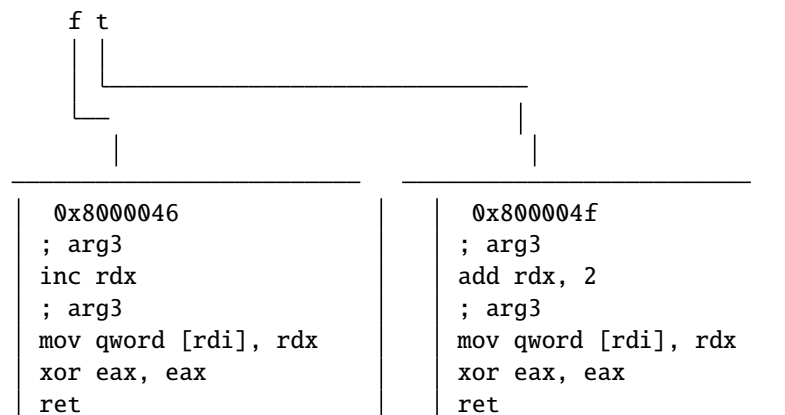 f t
0x8000046 0x800004f
; arg3 ; arg3
inc rdx add rdx, 2
; arg3 ; arg3
mov qword [rdi], rdx mov qword [rdi], rdx
xor eax, eax xor eax, eax
ret ret